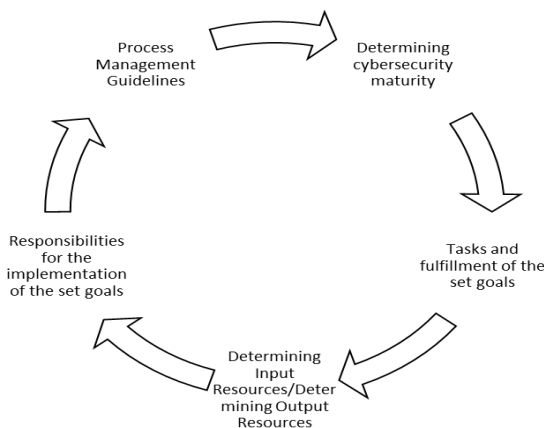 Process
Management
Guidelines
Determining
cybersecurity
maturity
Tasks and
fulfillment of the
set goals
Determining
Input
Resources/Deter
mining Output
Resources
Responsibilities
for the
implementation
of the set goals